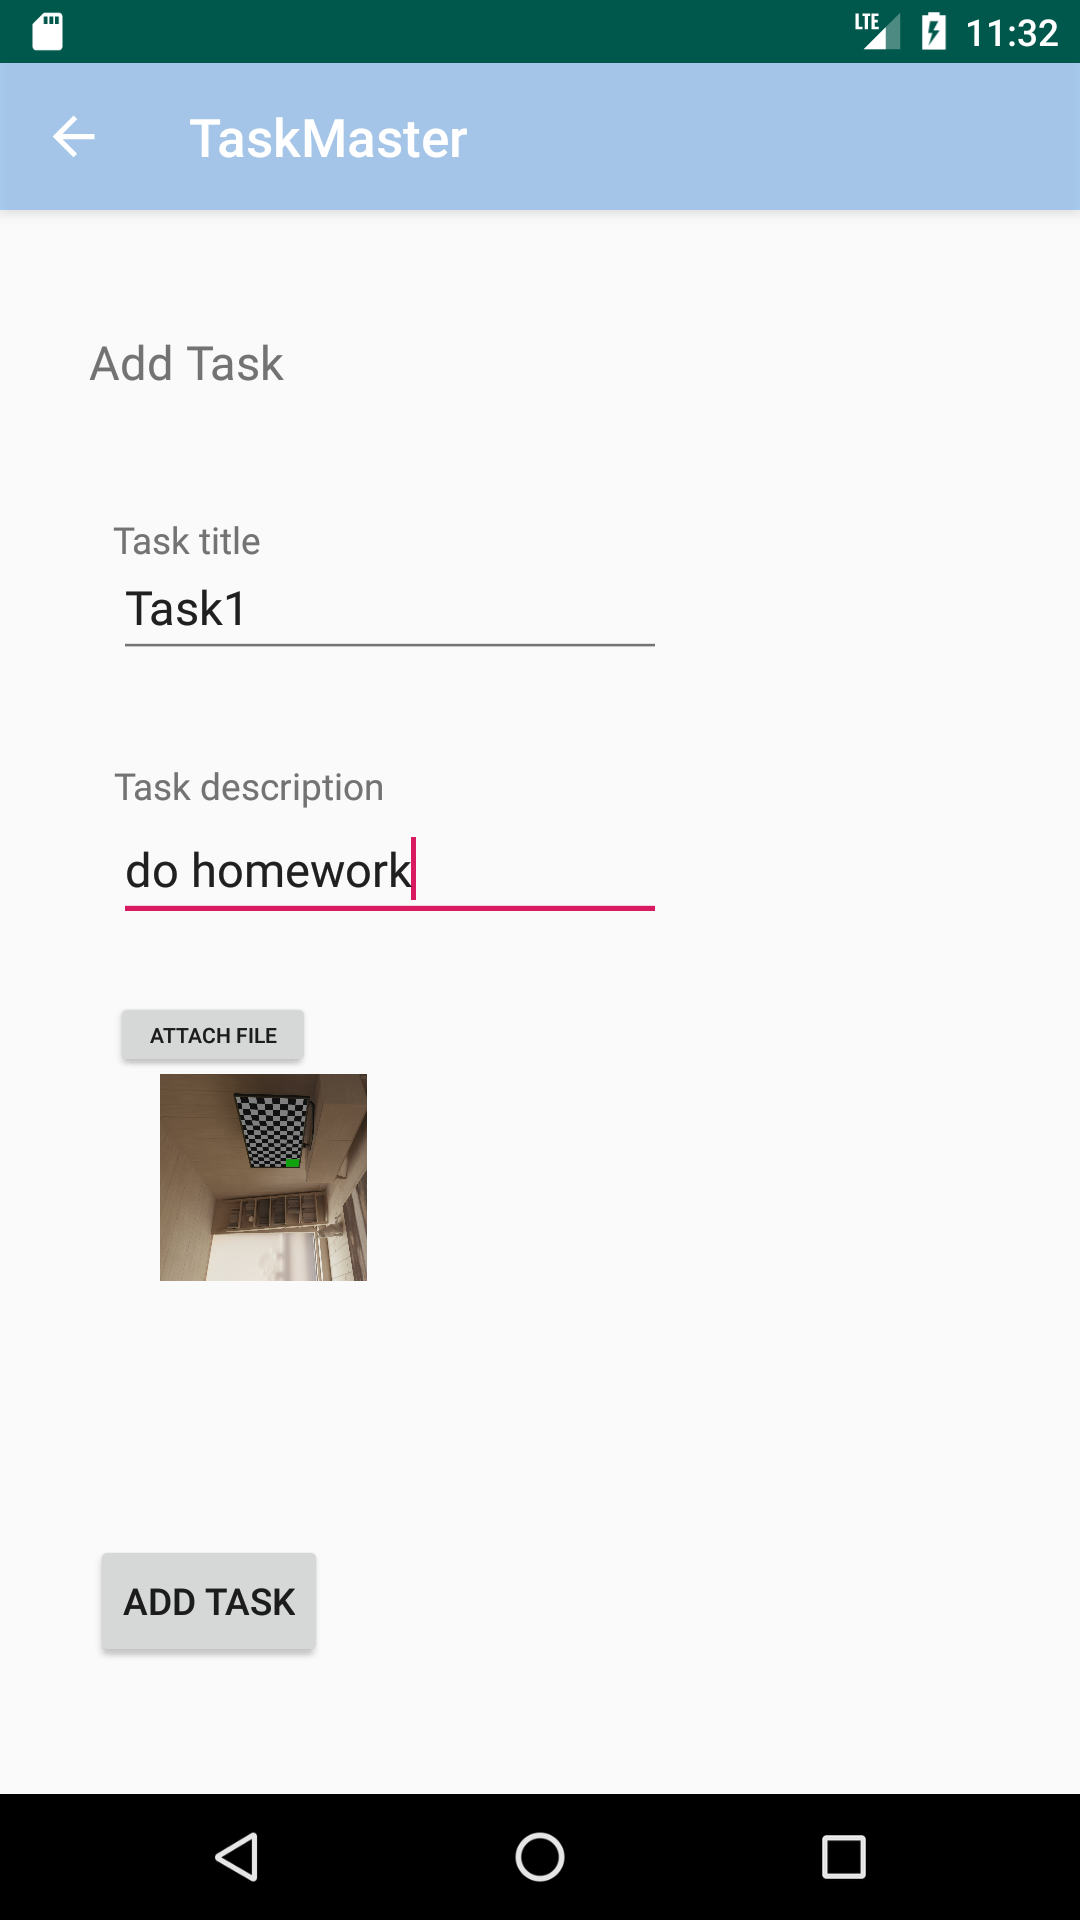 LTE 11:32
TaskMaster
Add Task
Task title
Task1
Task description
do homework
ATTACH FILE
ADD TASK